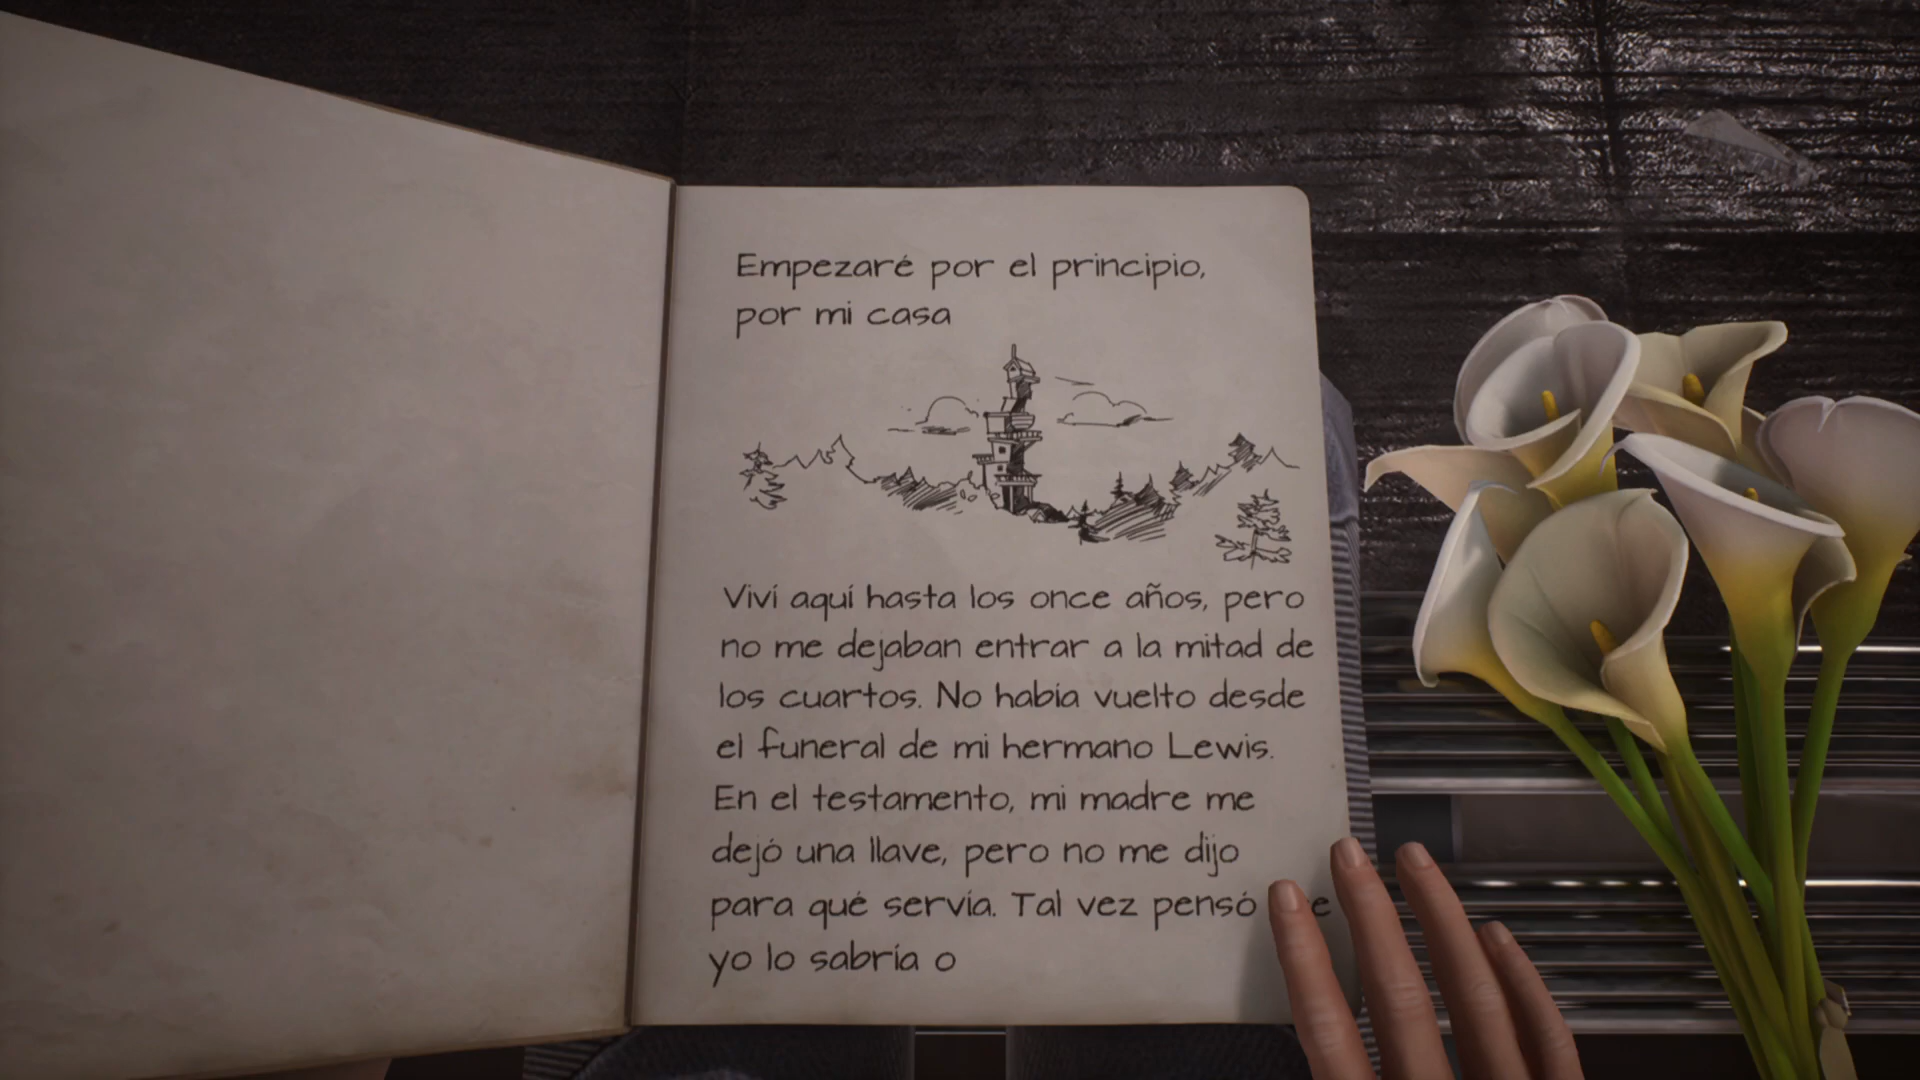 Empezaré por el principio,
por mi casa
Viví aquí hasta los once años, pero
no me dejaban entrar a la mitad de
los cuartos. No había vuelto desde
el funeral de mi hermano Lewis.
En el testamento, mi madre me
dejó una llave, pero no me dijo
para qué servía. Tal vez pensó
yo lo sabría o